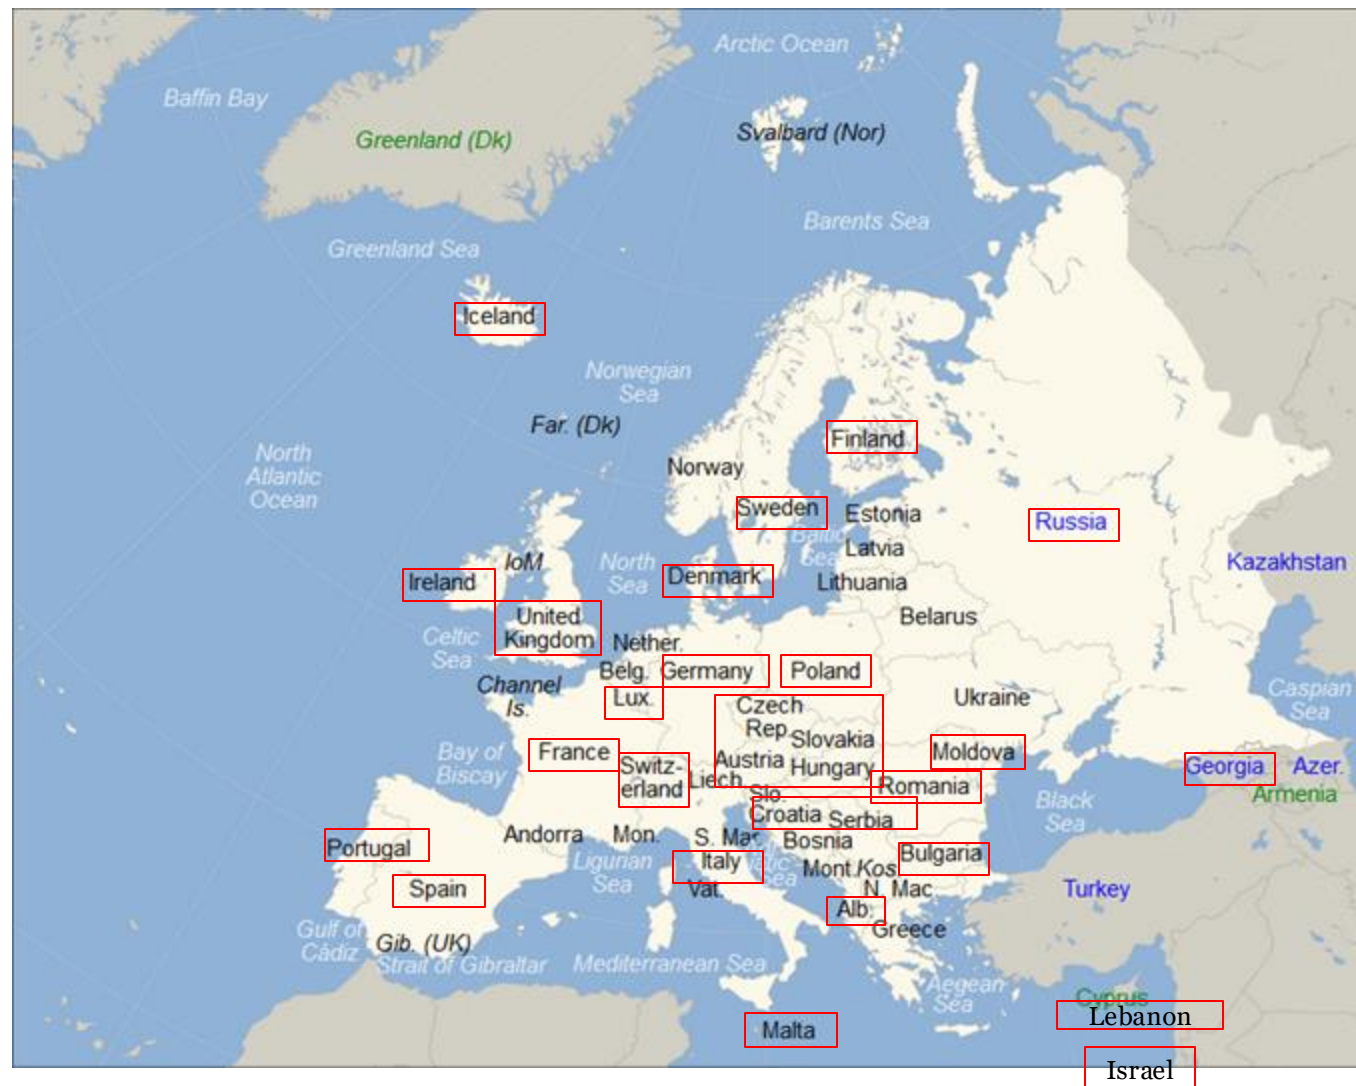 Arctic Ocean
Baffin Bay
Greenland (Dk)
Svalbard (Nor)
Barents Sea
Greenland Sea
Iceland
Norwegian
Sea
Far. (Dk)
Finland
North
Atlantic
Ocean
Norway
Sweden
Estonia
Russia
Baltic
Sea
Latvia
Kazakhstan
IoM
North
Sea
Ireland
Denmark
Lithuania
United
Kingdom
Belarus
Celtic
Sea
Nether.
Belg.
Germany
Poland
Channel
Is.
Lux.
Czech
Rep.
Ukraine
Caspian
Sea
Slovakia
Bay of
Biscay
France
Switz-
erland
Austria
Hungary
Moldova
Georgia
Azer.
Liech.
Romania
Armenia
Slo.
Croatia
Serbia
Black
Sea
Portugal
Andorra
Mon.
S. Mar
Bosnia
Ligurian
Sea
Italy
Sea
Mont.
Kos.
Bulgaria
Spain
Vat.
N. Mac
Turkey
Alb.
Greece
Gulf of
Cádiz
Gib. (UK)
Strait of Gibraltar
Mediterranean Sea
Aegean
Sea
Cyprus
Lebanon
Malta
Israel